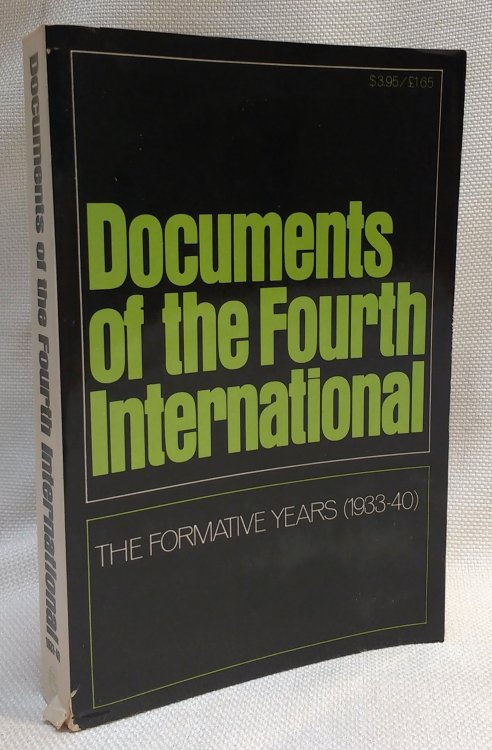 $3.95/£1.65
Documents
of the Fourth
International
THE FORMATIVE YEARS (1933-40)
Documents of the Fourth International